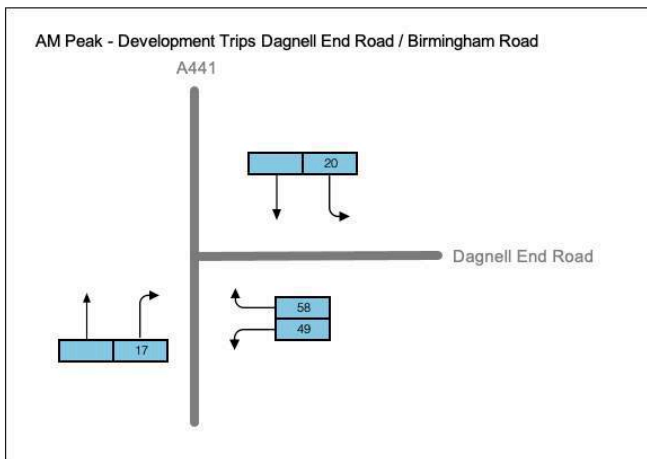 AM Peak - Development Trips Dagnell End Road / Birmingham Road
A441
20
Dagnell End Road
58
49
17